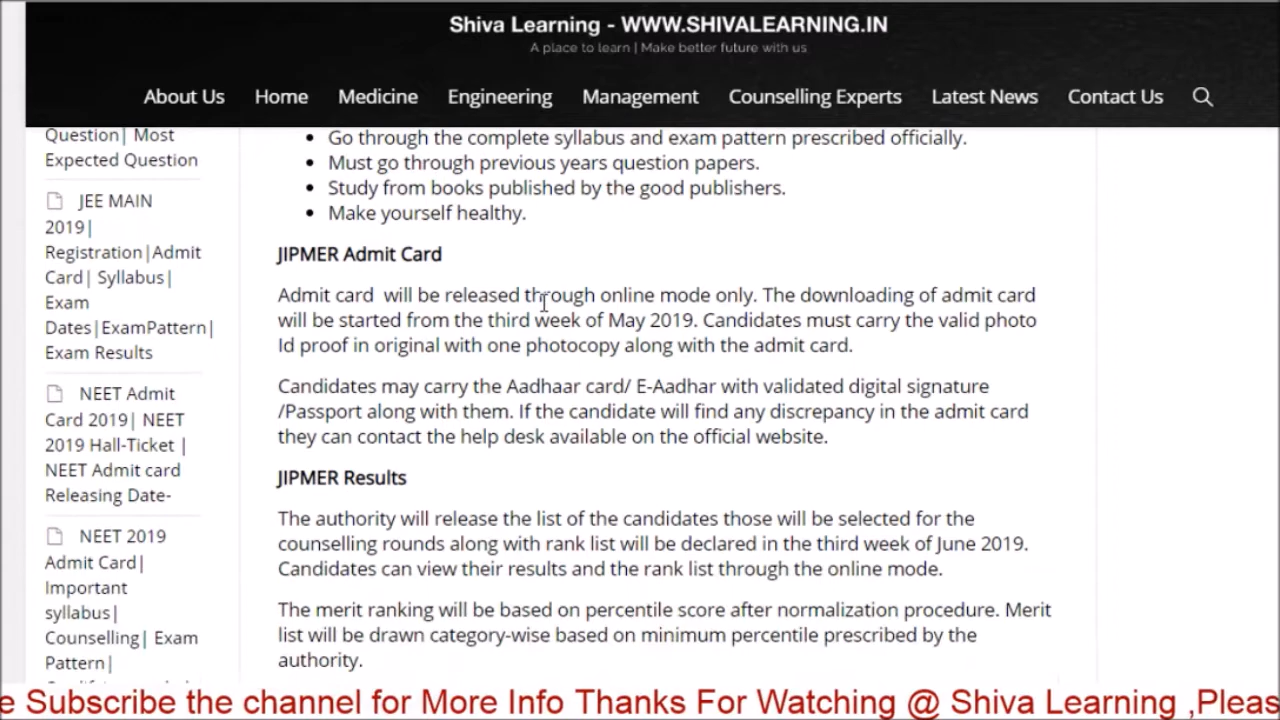 Shiva Learning - WWW.SHIVALEARNING.IN
A place to learn | Make better future with us
About Us Home Medicine Engineering Management Counselling Experts Latest News Contact Us
Question| Most
Expected Question
JEE MAIN
2019|
Registration|Admit
Card| Syllabus|
Exam
Dates|ExamPattern|
Exam Results
NEET Admit
Card 2019| NEET
2019 Hall-Ticket |
NEET Admit card
Releasing Date-
NEET 2019
Admit Card|
Important
syllabus|
Counselling| Exam
Pattern|
• Go through the complete syllabus and exam pattern prescribed officially.
• Must go through previous years question papers.
• Study from books published by the good publishers.
• Make yourself healthy.
JIPMER Admit Card
Admit card will be released through online mode only. The downloading of admit card
will be started from the third week of May 2019. Candidates must carry the valid photo
Id proof in original with one photocopy along with the admit card.
Candidates may carry the Aadhaar card/ E-Aadhar with validated digital signature
/Passport along with them. If the candidate will find any discrepancy in the admit card
they can contact the help desk available on the official website.
JIPMER Results
The authority will release the list of the candidates those will be selected for the
counselling rounds along with rank list will be declared in the third week of June 2019.
Candidates can view their results and the rank list through the online mode.
The merit ranking will be based on percentile score after normalization procedure. Merit
list will be drawn category-wise based on minimum percentile prescribed by the
authority.
e Subscribe the channel for More Info Thanks For Watching @ Shiva Learning ,Pleas